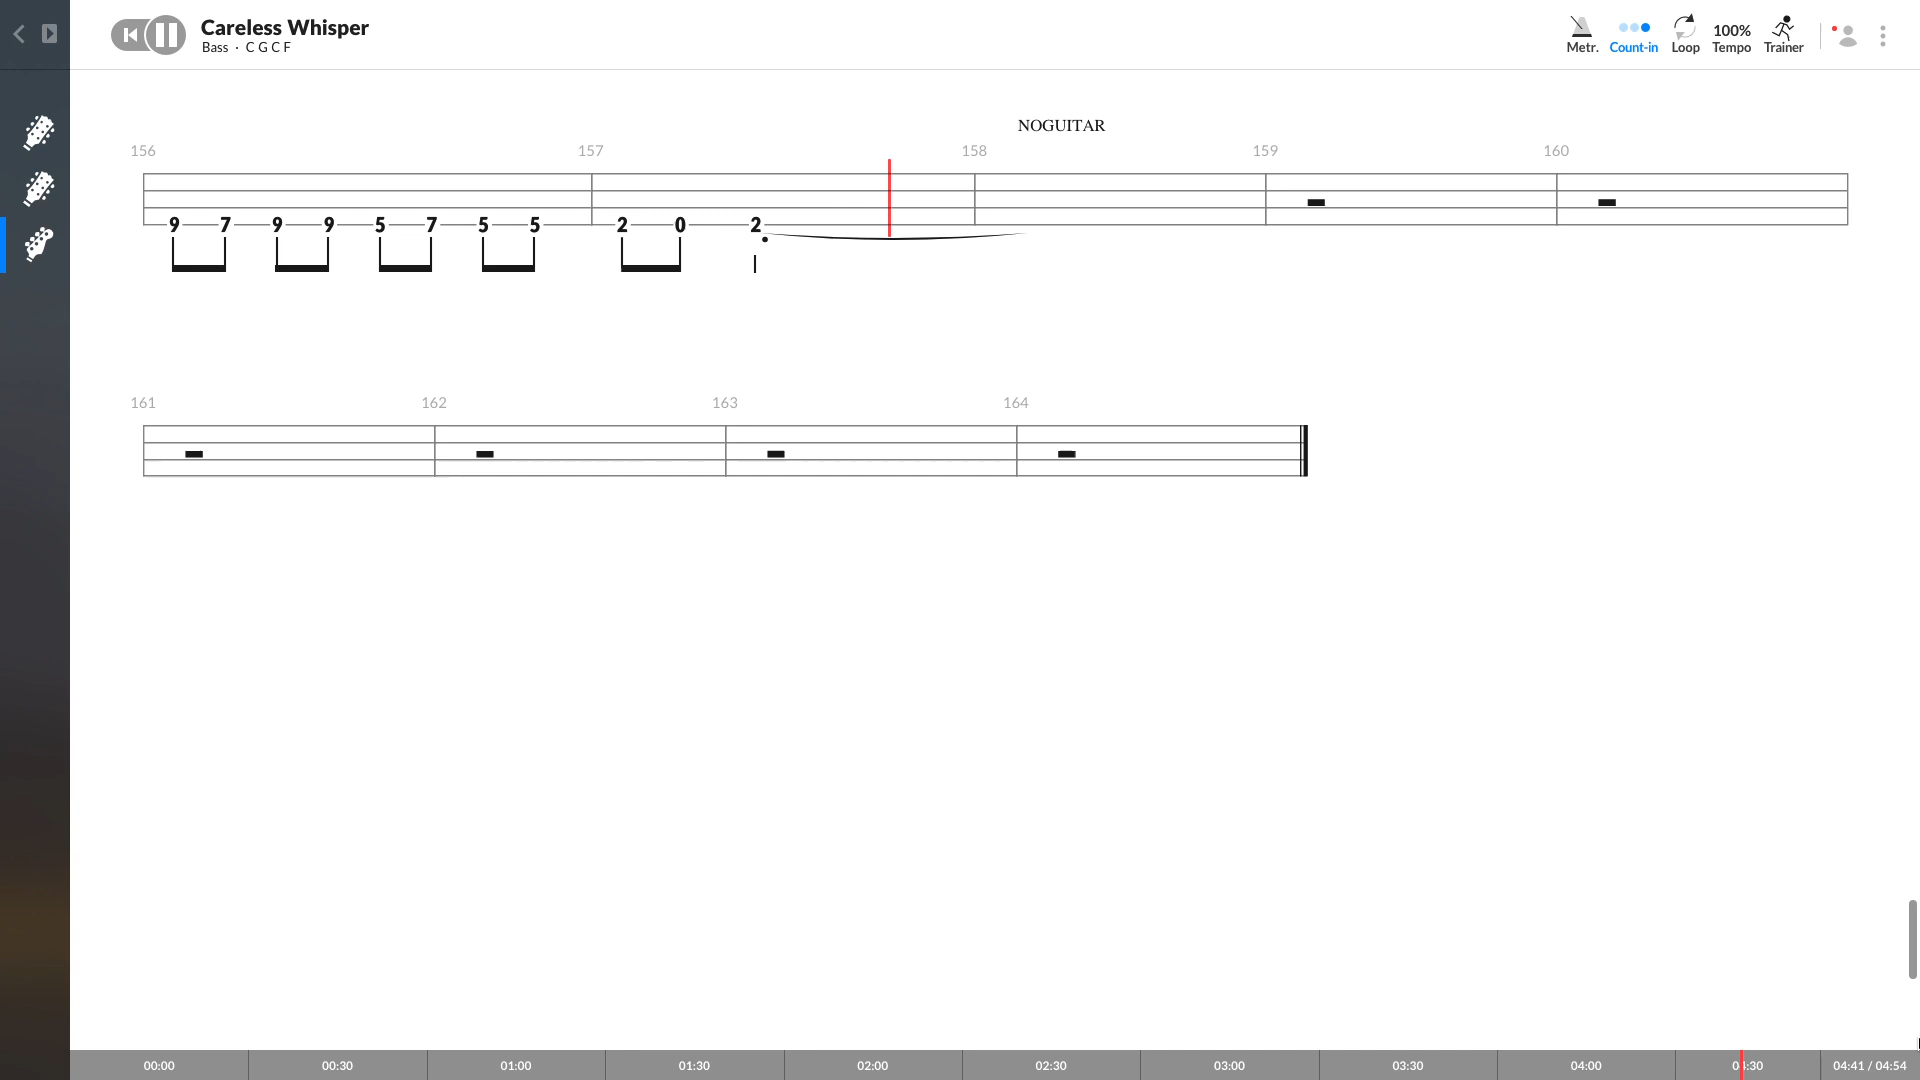 Careless Whisper
Bass · C G C F
Metr.
Count-in
Loop
100%
Tempo
Trainer
NOGUITAR
156 157 158 159 160
9 7 9 9 5 7 5 5 2 0 2
161 162 163 164
00:00 00:30 01:00 01:30 02:00 02:30 03:00 03:30 04:00 04:30 04:41 / 04:54